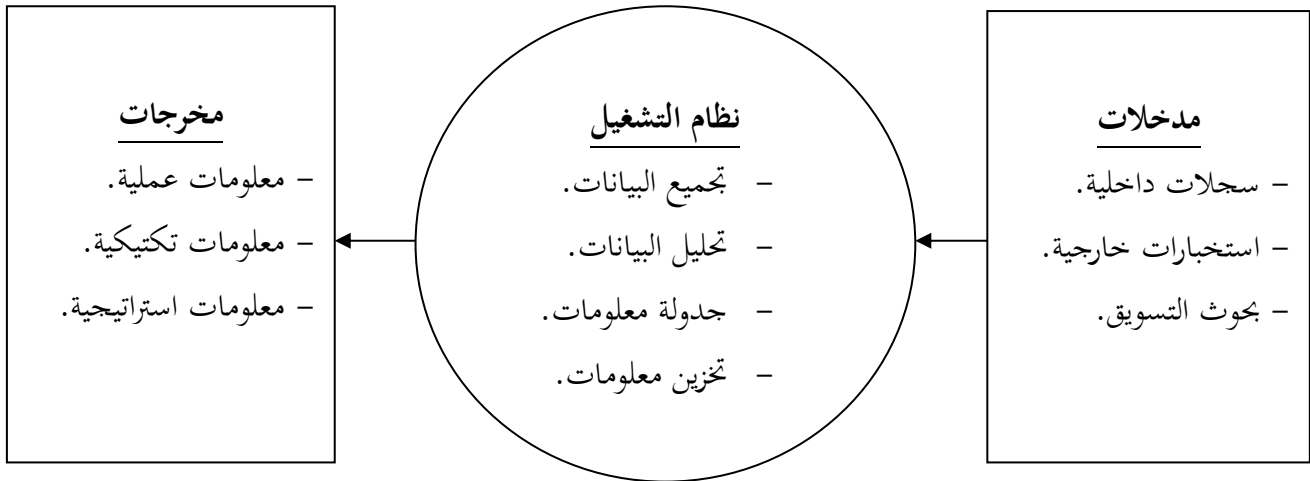 مدخلات
– سجلات داخلية.
– استخبارات خارجية.
– بحوث التسويق.
نظام التشغيل
– تجميع البيانات.
– تحليل البيانات.
– جدولة معلومات.
– تخزين معلومات.
مخرجات
– معلومات عملية.
– معلومات تكتيكية.
– معلومات استراتيجية.